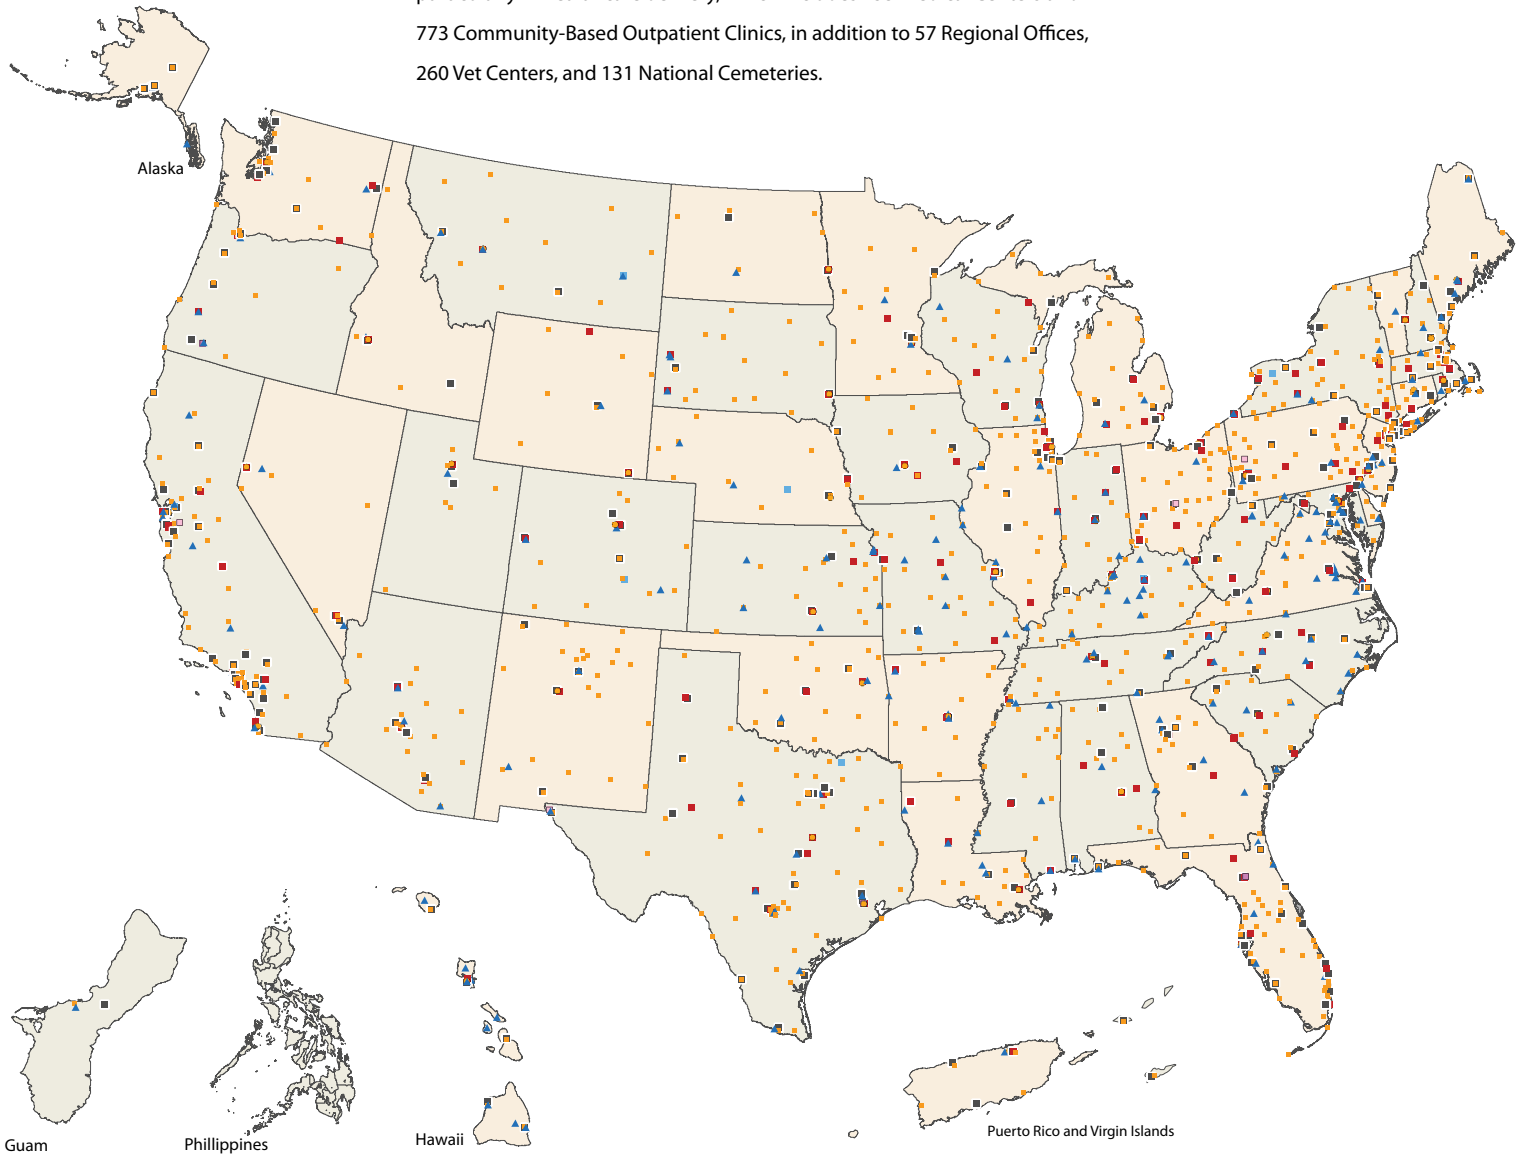 773 Community-Based Outpatient Clinics, in addition to 57 Regional Offices,
260 Vet Centers, and 131 National Cemeteries.
Alaska
Guam
Phillippines
Hawaii
Puerto Rico and Virgin Islands